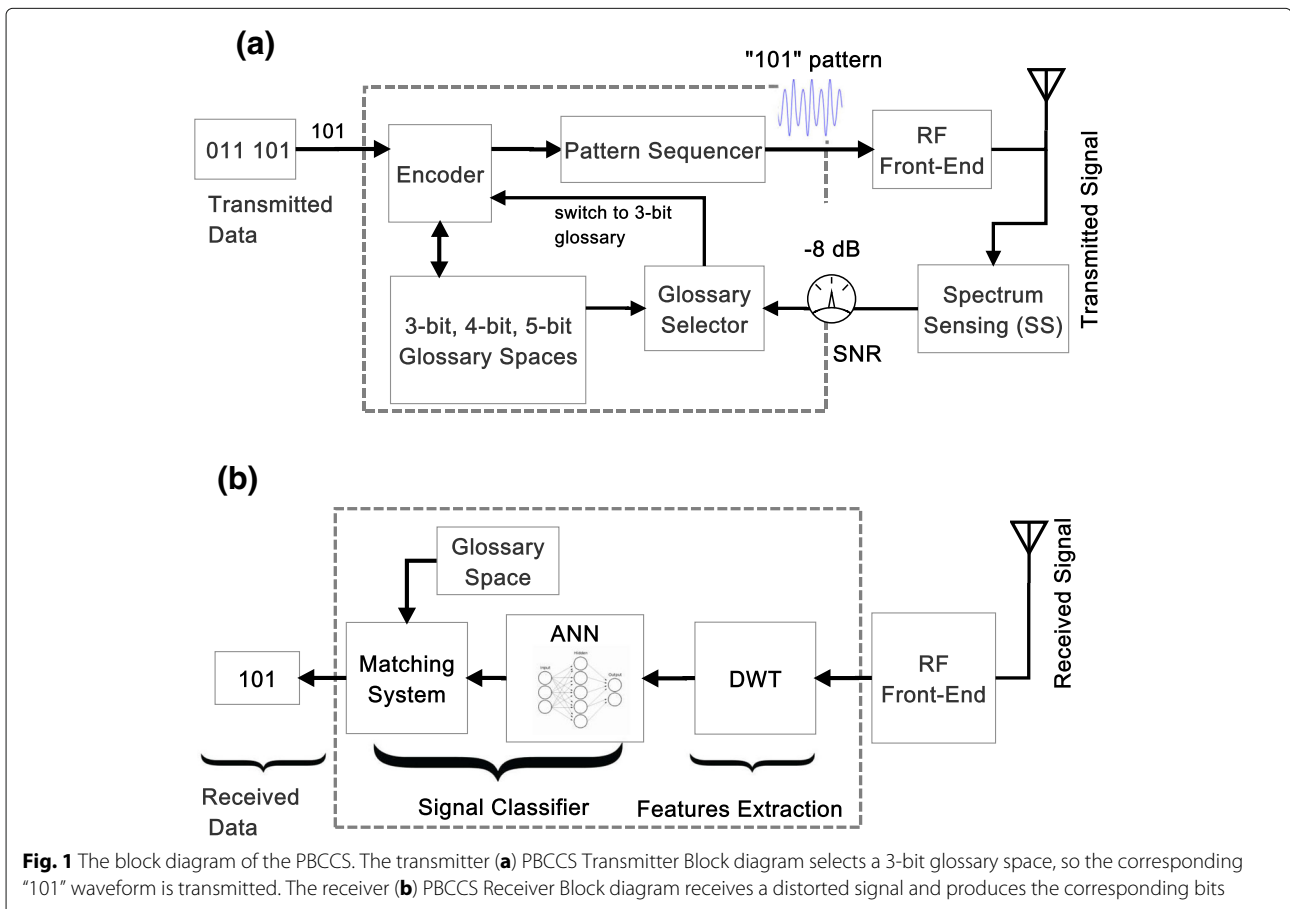 (a)
"101" pattern
011 101
101
Encoder
Pattern Sequencer
RF
Front-End
Transmitted
Data
switch to 3-bit
glossary
-8 dB
3-bit, 4-bit, 5-bit
Glossary Spaces
Glossary
Selector
SNR
Spectrum
Sensing (SS)
Transmitted Signal
(b)
Glossary
Space
ANN
Input
Hidden
Output
101
Matching
System
DWT
RF
Front-End
Received Signal
Received
Data
Signal Classifier
Features Extraction
Fig. 1 The block diagram of the PBCCS. The transmitter (a) PBCCS Transmitter Block diagram selects a 3-bit glossary space, so the corresponding
“101” waveform is transmitted. The receiver (b) PBCCS Receiver Block diagram receives a distorted signal and produces the corresponding bits